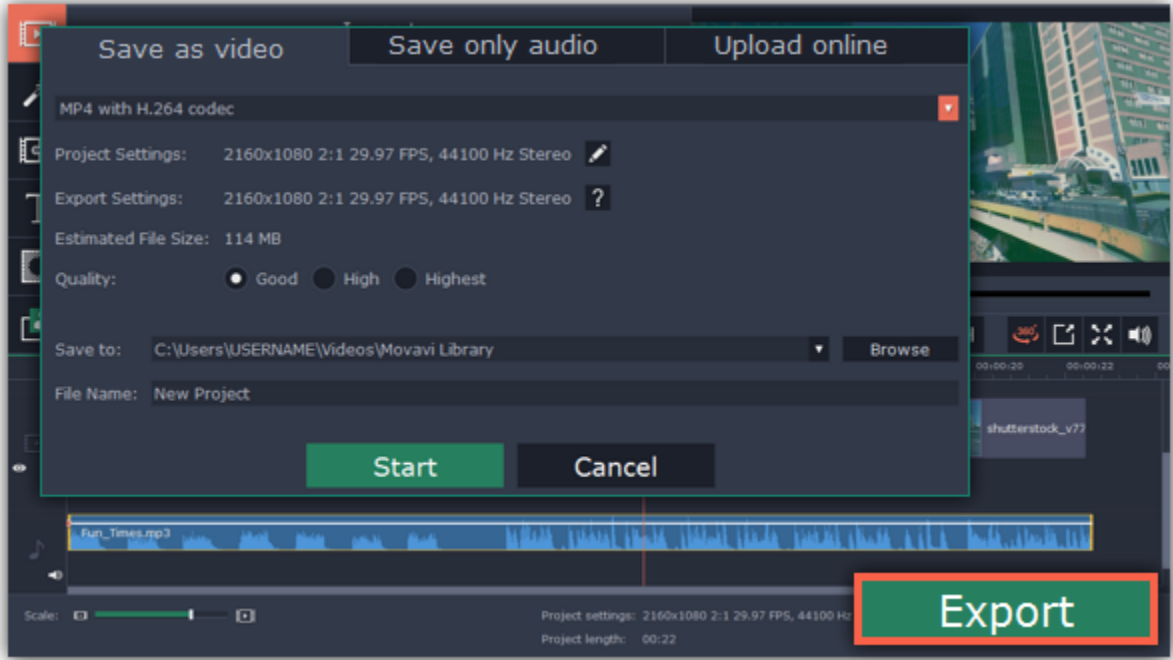 Save as video
Save only audio
Upload online
MP4 with H.264 codec
Project Settings: 2160x1080 2:1 29.97 FPS, 44100 Hz Stereo
Export Settings: 2160x1080 2:1 29.97 FPS, 44100 Hz Stereo ?
Estimated File Size: 114 MB
Quality: Good High Highest
360°
Save to: C:\Users\USERNAME\Videos\Movavi Library Browse
00:00:20 00:00:22 00
File Name: New Project
shutterstock_v77
Start Cancel
Fun_Times.mp3
Scale:
Project settings: 2160x1080 2:1 29.97 FPS, 44100 Hz
Export
Project length: 00:22